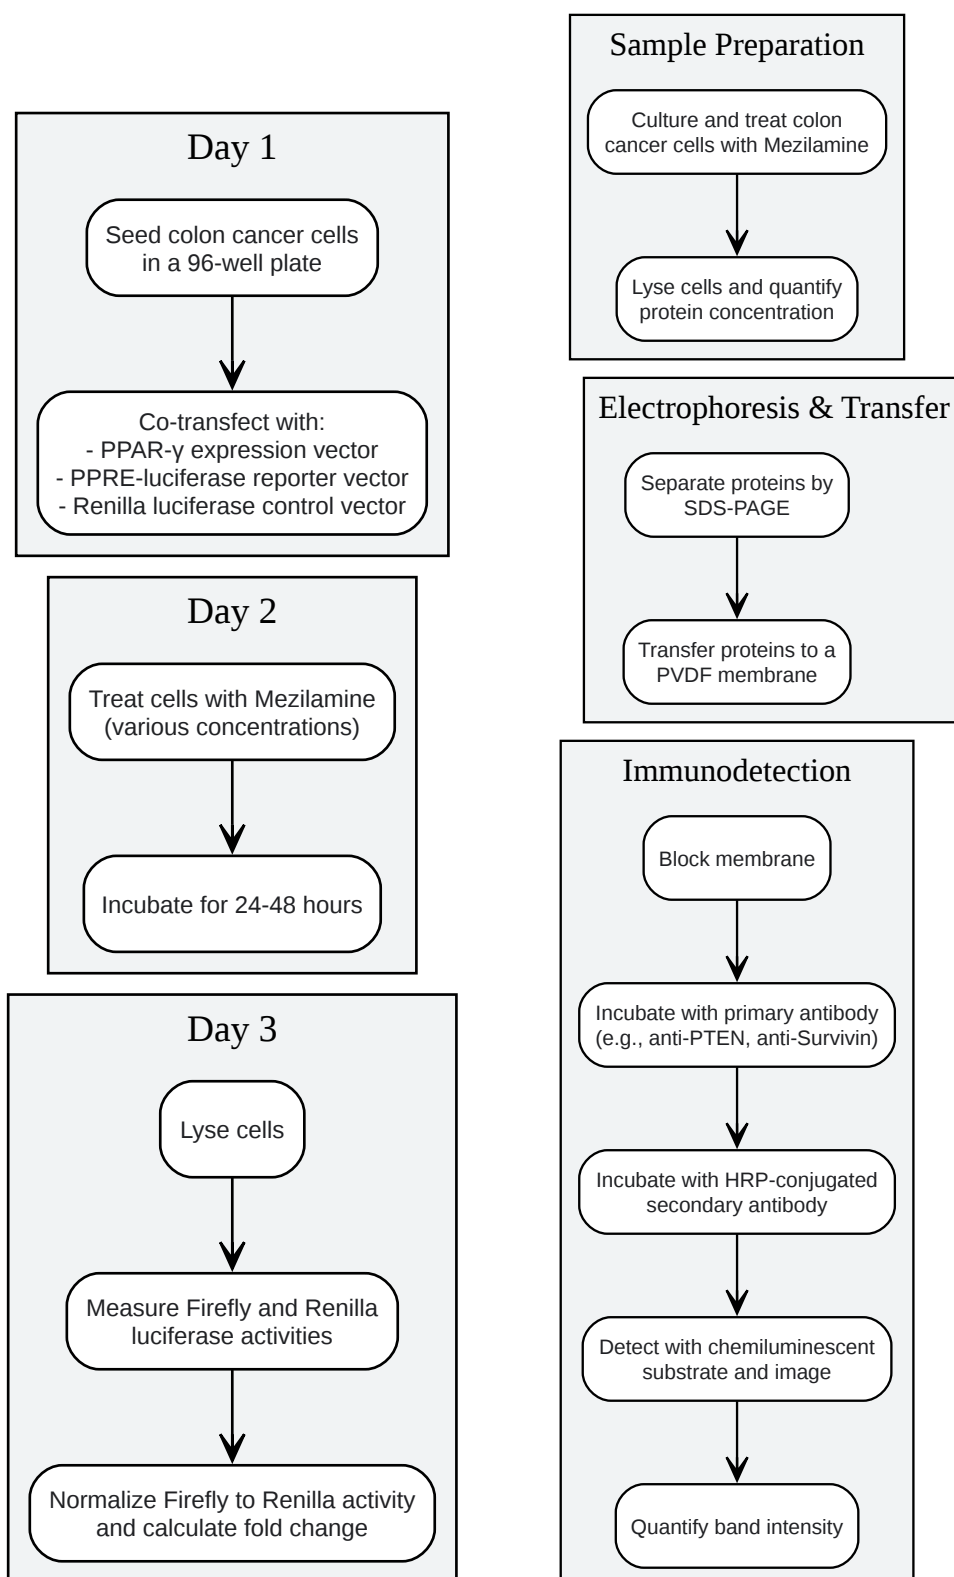 Day 1
Seed colon cancer cells
in a 96-well plate
Co-transfect with:
- PPAR-γ expression vector
- PPRE-luciferase reporter vector
- Renilla luciferase control vector
Day 2
Treat cells with Mezilamine
(various concentrations)
Incubate for 24-48 hours
Day 3
Lyse cells
Measure Firefly and Renilla
luciferase activities
Normalize Firefly to Renilla activity
and calculate fold change
Sample Preparation
Culture and treat colon
cancer cells with Mezilamine
Lyse cells and quantify
protein concentration
Electrophoresis & Transfer
Separate proteins by
SDS-PAGE
Transfer proteins to a
PVDF membrane
Immunodetection
Block membrane
Incubate with primary antibody
(e.g., anti-PTEN, anti-Survivin)
Incubate with HRP-conjugated
secondary antibody
Detect with chemiluminescent
substrate and image
Quantify band intensity